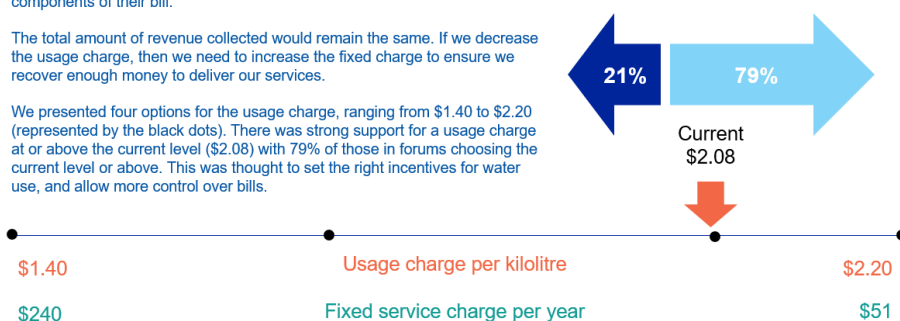 components of their bill.
The total amount of revenue collected would remain the same. If we decrease
the usage charge, then we need to increase the fixed charge to ensure we
recover enough money to deliver our services.
We presented four options for the usage charge, ranging from $1.40 to $2.20
(represented by the black dots). There was strong support for a usage charge
at or above the current level ($2.08) with 79% of those in forums choosing the
current level or above. This was thought to set the right incentives for water
use, and allow more control over bills.
21%
79%
Current
$2.08
$1.40
Usage charge per kilolitre
$2.20
$240
Fixed service charge per year
$51